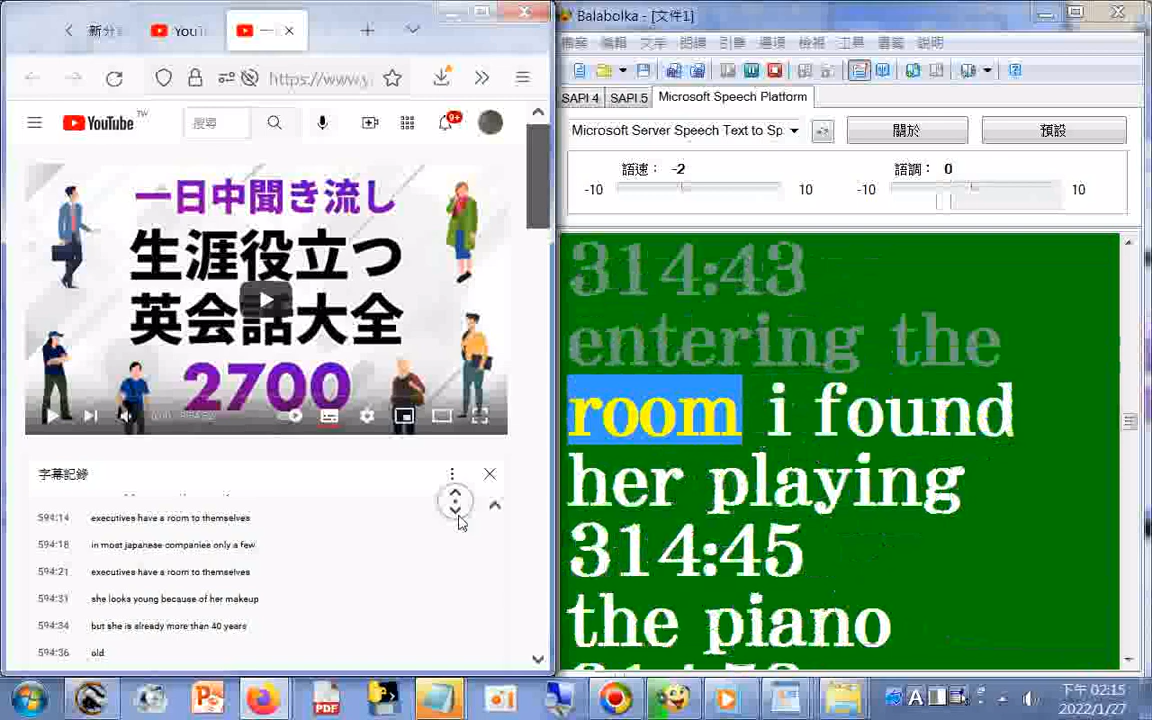 YouTube TW
搜尋
9+
https://www.y
一日中聞き流し
生涯役立つ
英会話大全
2700
字幕記錄
594:14 executives have a room to themselves
594:18 in most japanese companies only a few
594:21 executives have a room to themselves
594:31 she looks young because of her makeup
594:34 but she is already more than 40 years
594:36 old
Balabolka - [文件1]
檔案 編輯 文字 朗讀 引擎 選項 檢視 工具 書籤 說明
SAPI 4 SAPI 5 Microsoft Speech Platform
Microsoft Server Speech Text to Sp
關於
預設
語速： -2
語調： 0
-10 10 -10 10
314:43
entering the
room i found
her playing
314:45
the piano
PDF
A
下午 02:15
2022/1/27